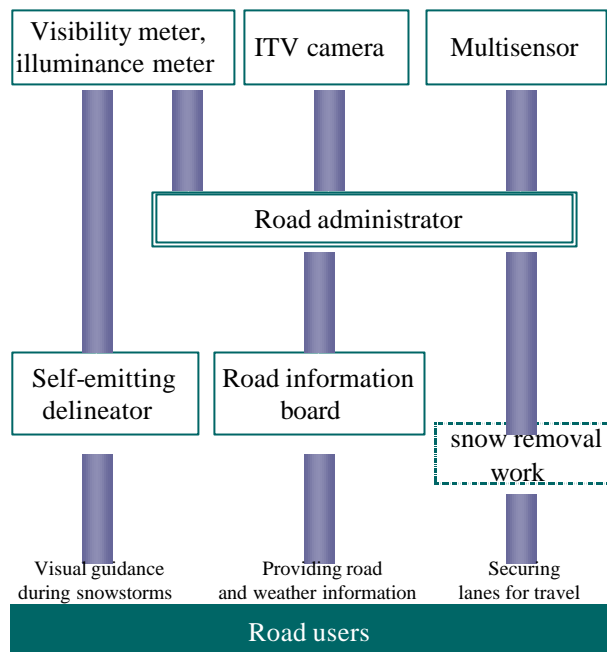 Visibility meter,
illuminance meter
ITV camera
Multisensor
Road administrator
Self-emitting
delineator
Road information
board
snow removal
work
Visual guidance
during snowstorms
Providing road
and weather information
Securing
lanes for travel
Road users